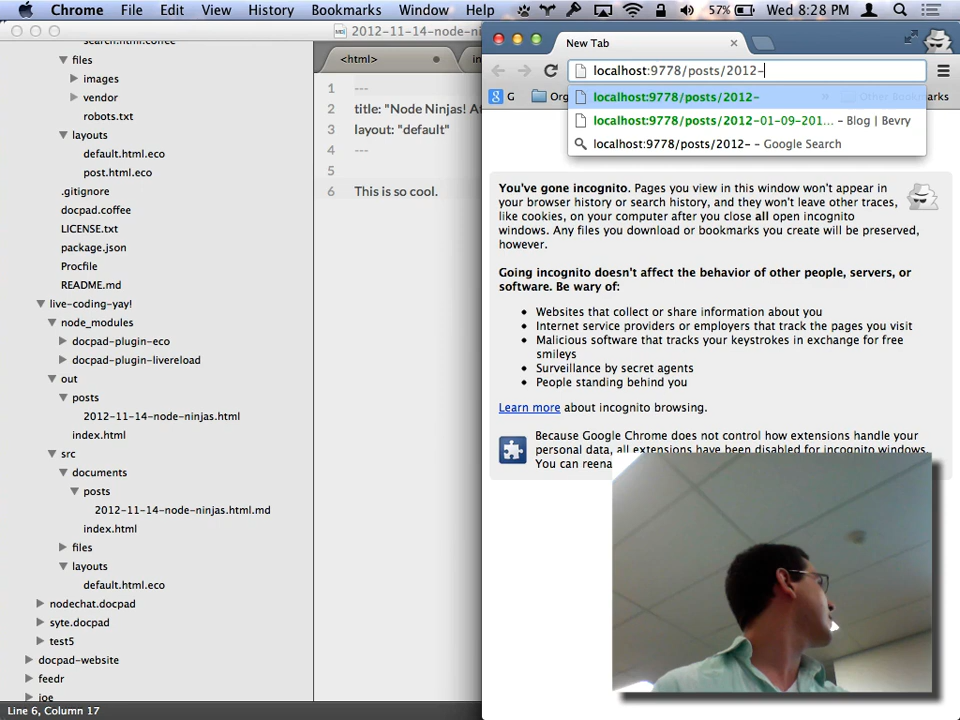 Chrome File Edit View History Bookmarks Window Help 57% Wed 8:28 PM
2012-11-14-node-ni
search.html.coffee
files
images
vendor
robots.txt
layouts
default.html.eco
post.html.eco
.gitignore
docpad.coffee
LICENSE.txt
package.json
Procfile
README.md
live-coding-yay!
node_modules
docpad-plugin-eco
docpad-plugin-livereload
out
posts
2012-11-14-node-ninjas.html
index.html
src
documents
posts
2012-11-14-node-ninjas.html.md
index.html
files
layouts
default.html.eco
nodechat.docpad
syte.docpad
test5
docpad-website
feedr
joe
Line 6, Column 17
<html>
in
1 ---
2 title: "Node Ninjas! At
3 layout: "default"
4 ---
5
6 This is so cool.
New Tab
localhost:9778/posts/2012-
G Org Other Bookmarks
localhost:9778/posts/2012-
localhost:9778/posts/2012-01-09-201... - Blog | Bevry
localhost:9778/posts/2012- - Google Search
You've gone incognito. Pages you view in this window won't appear in
your browser history or search history, and they won't leave other traces,
like cookies, on your computer after you close all open incognito
windows. Any files you download or bookmarks you create will be preserved,
however.
Going incognito doesn't affect the behavior of other people, servers, or
software. Be wary of:
Websites that collect or share information about you
Internet service providers or employers that track the pages you visit
Malicious software that tracks your keystrokes in exchange for free
smileys
Surveillance by secret agents
People standing behind you
Learn more about incognito browsing.
Because Google Chrome does not control how extensions handle your
personal data, all extensions have been disabled for incognito windows.
You can reena